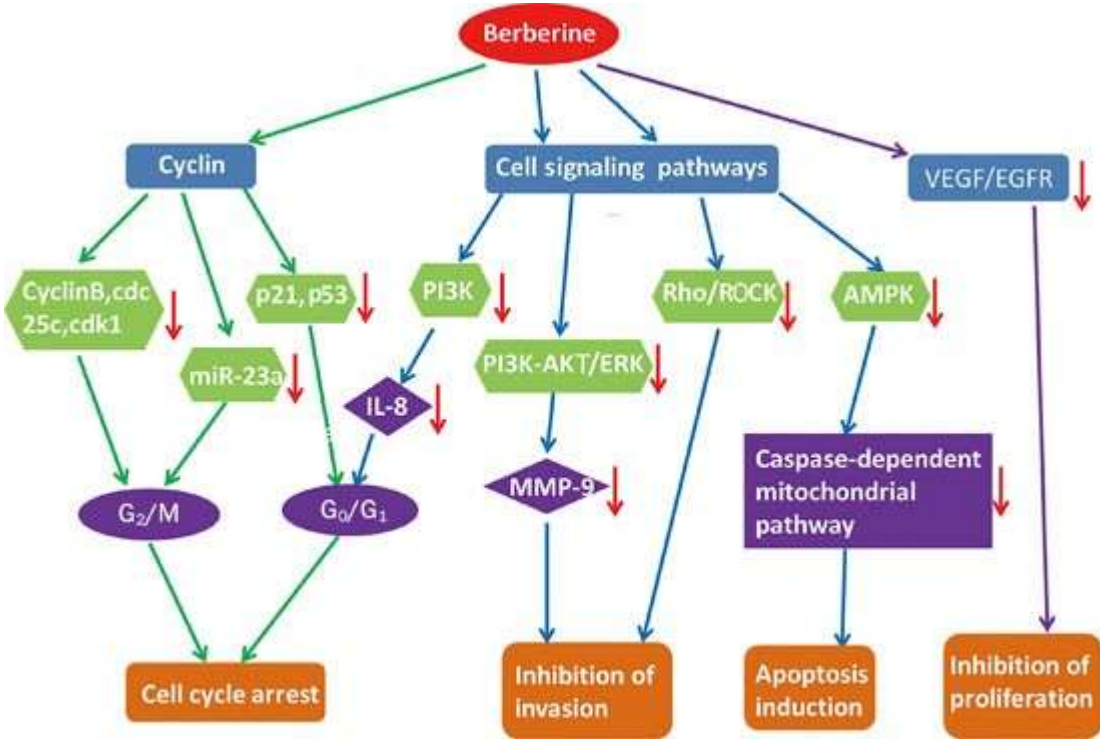 Berberine
Cyclin
Cell signaling pathways
VEGF/EGFR
CyclinB,cdc
25c,cdk1
p21,p53
PI3K
Rho/ROCK
AMPK
miR-23a
PI3K-AKT/ERK
IL-8
MMP-9
Caspase-dependent
mitochondrial
pathway
G₂/M
G₀/G₁
Cell cycle arrest
Inhibition of
invasion
Apoptosis
induction
Inhibition of
proliferation